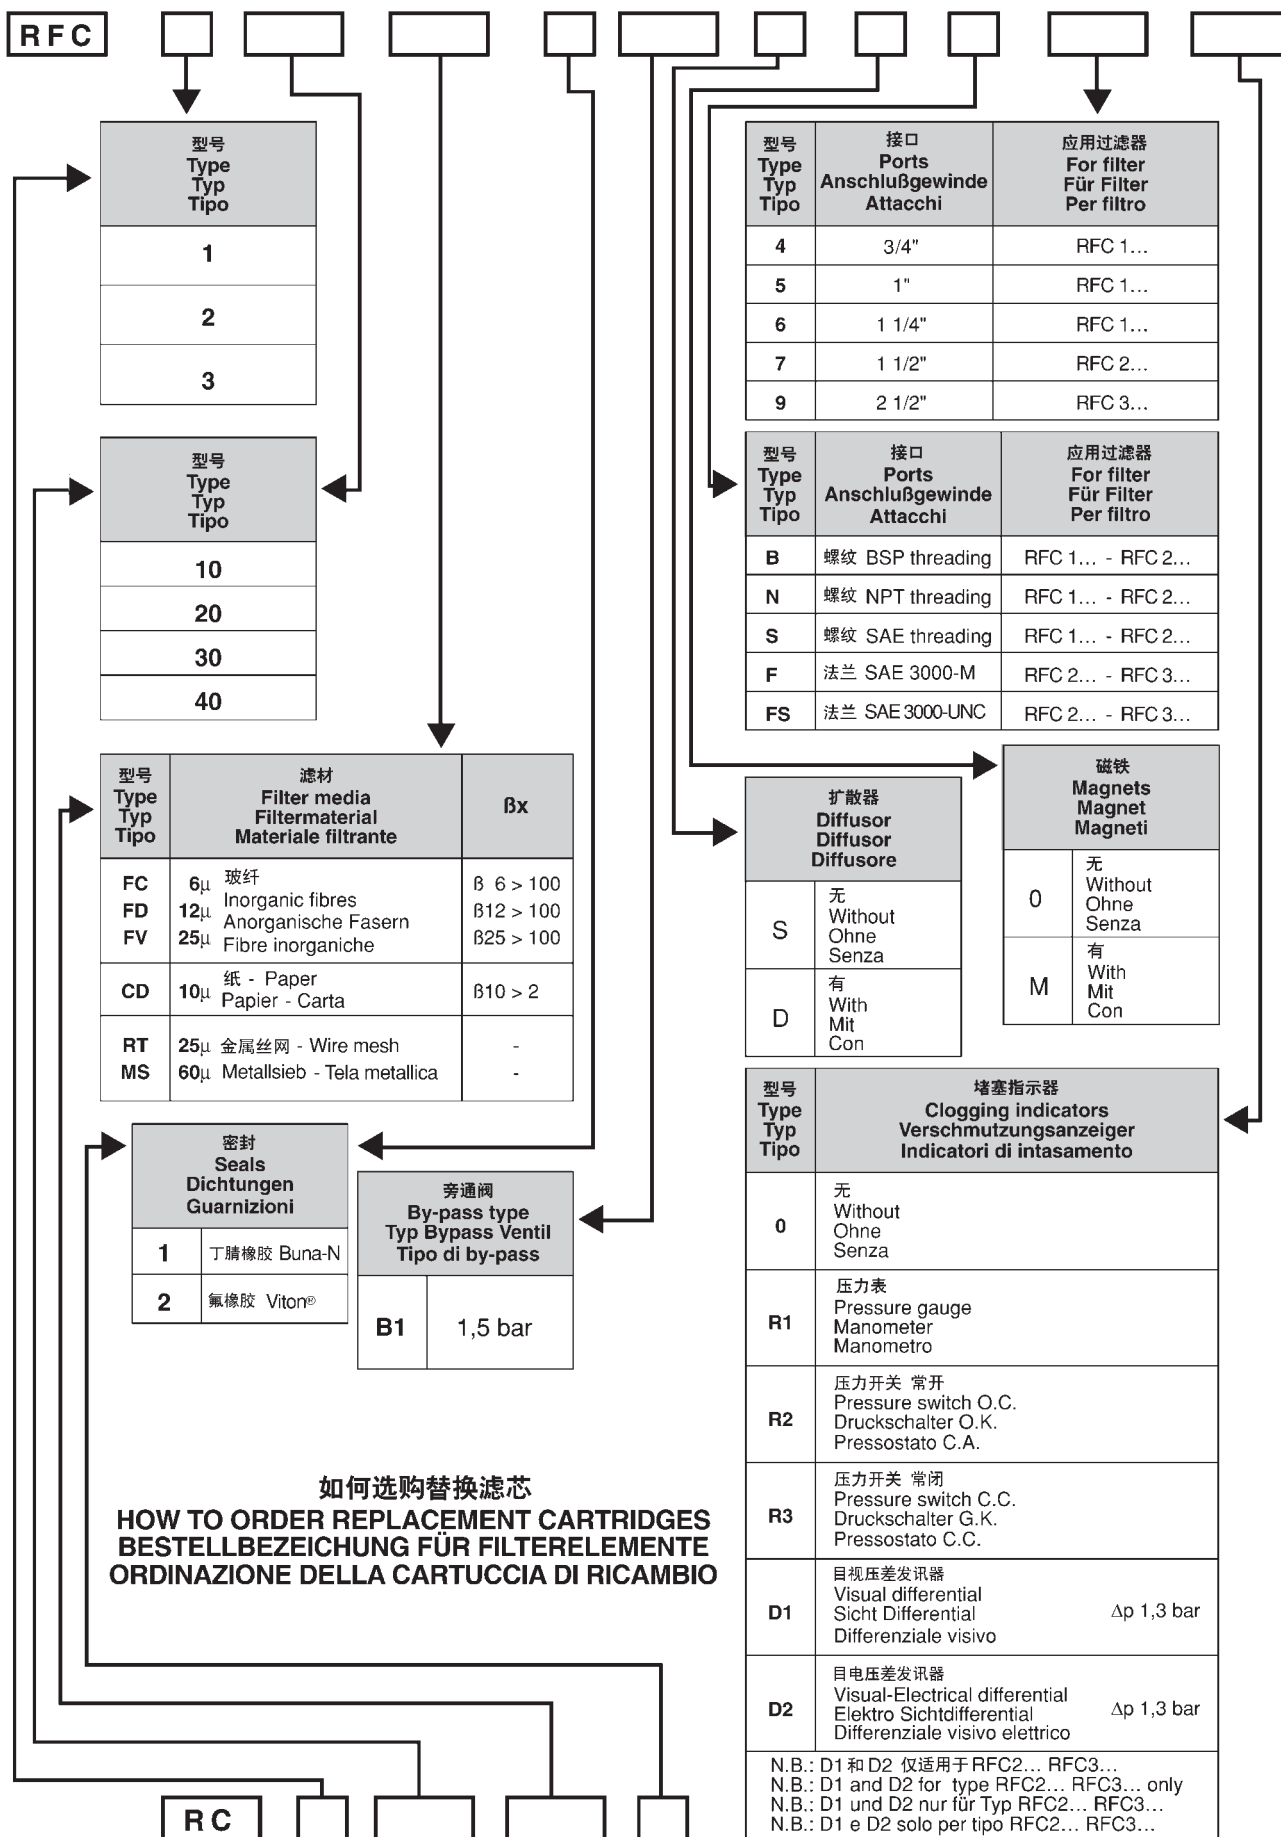 RFC
型号
Type
Typ
Tipo
1
2
3
型号
Type
Typ
Tipo
10
20
30
40
型号
Type
Typ
Tipo
滤材
Filter media
Filtermaterial
Materiale filtrante
ßx
FC 6μ 玻纤 ß 6 > 100
FD 12μ Inorganic fibres ß12 > 100
Anorganische Fasern
FV 25μ Fibre inorganiche ß25 > 100
CD 10μ 纸 - Paper ß10 > 2
Papier - Carta
RT 25μ 金属丝网 - Wire mesh -
MS 60μ Metallsieb - Tela metallica -
密封
Seals
Dichtungen
Guarnizioni
1 丁腈橡胶 Buna-N
2 氟橡胶 Viton®
旁通阀
By-pass type
Typ Bypass Ventil
Tipo di by-pass
B1 1,5 bar
如何选购替换滤芯
HOW TO ORDER REPLACEMENT CARTRIDGES
BESTELLBEZEICHUNG FÜR FILTERELEMENTE
ORDINAZIONE DELLA CARTUCCIA DI RICAMBIO
RC
型号
Type
Typ
Tipo
接口
Ports
Anschlußgewinde
Attacchi
应用过滤器
For filter
Für Filter
Per filtro
4 3/4" RFC 1...
5 1" RFC 1...
6 1 1/4" RFC 1...
7 1 1/2" RFC 2...
9 2 1/2" RFC 3...
型号
Type
Typ
Tipo
接口
Ports
Anschlußgewinde
Attacchi
应用过滤器
For filter
Für Filter
Per filtro
B 螺纹 BSP threading RFC 1... - RFC 2...
N 螺纹 NPT threading RFC 1... - RFC 2...
S 螺纹 SAE threading RFC 1... - RFC 2...
F 法兰 SAE 3000-M RFC 2... - RFC 3...
FS 法兰 SAE 3000-UNC RFC 2... - RFC 3...
扩散器
Diffusor
Diffusor
Diffusore
S
无
Without
Ohne
Senza
D
有
With
Mit
Con
磁铁
Magnets
Magnet
Magneti
0
无
Without
Ohne
Senza
M
有
With
Mit
Con
型号
Type
Typ
Tipo
堵塞指示器
Clogging indicators
Verschmutzungsanzeiger
Indicatori di intasamento
0
无
Without
Ohne
Senza
R1
压力表
Pressure gauge
Manometer
Manometro
R2
压力开关 常开
Pressure switch O.C.
Druckschalter O.K.
Pressostato C.A.
R3
压力开关 常闭
Pressure switch C.C.
Druckschalter G.K.
Pressostato C.C.
D1
目视压差发讯器
Visual differential
Sicht Differential Δp 1,3 bar
Differenziale visivo
D2
目电压差发讯器
Visual-Electrical differential
Elektro Sichtdifferential Δp 1,3 bar
Differenziale visivo elettrico
N.B.: D1和D2 仅适用于RFC2... RFC3...
N.B.: D1 and D2 for type RFC2... RFC3... only
N.B.: D1 und D2 nur für Typ RFC2... RFC3...
N.B.: D1 e D2 solo per tipo RFC2... RFC3...